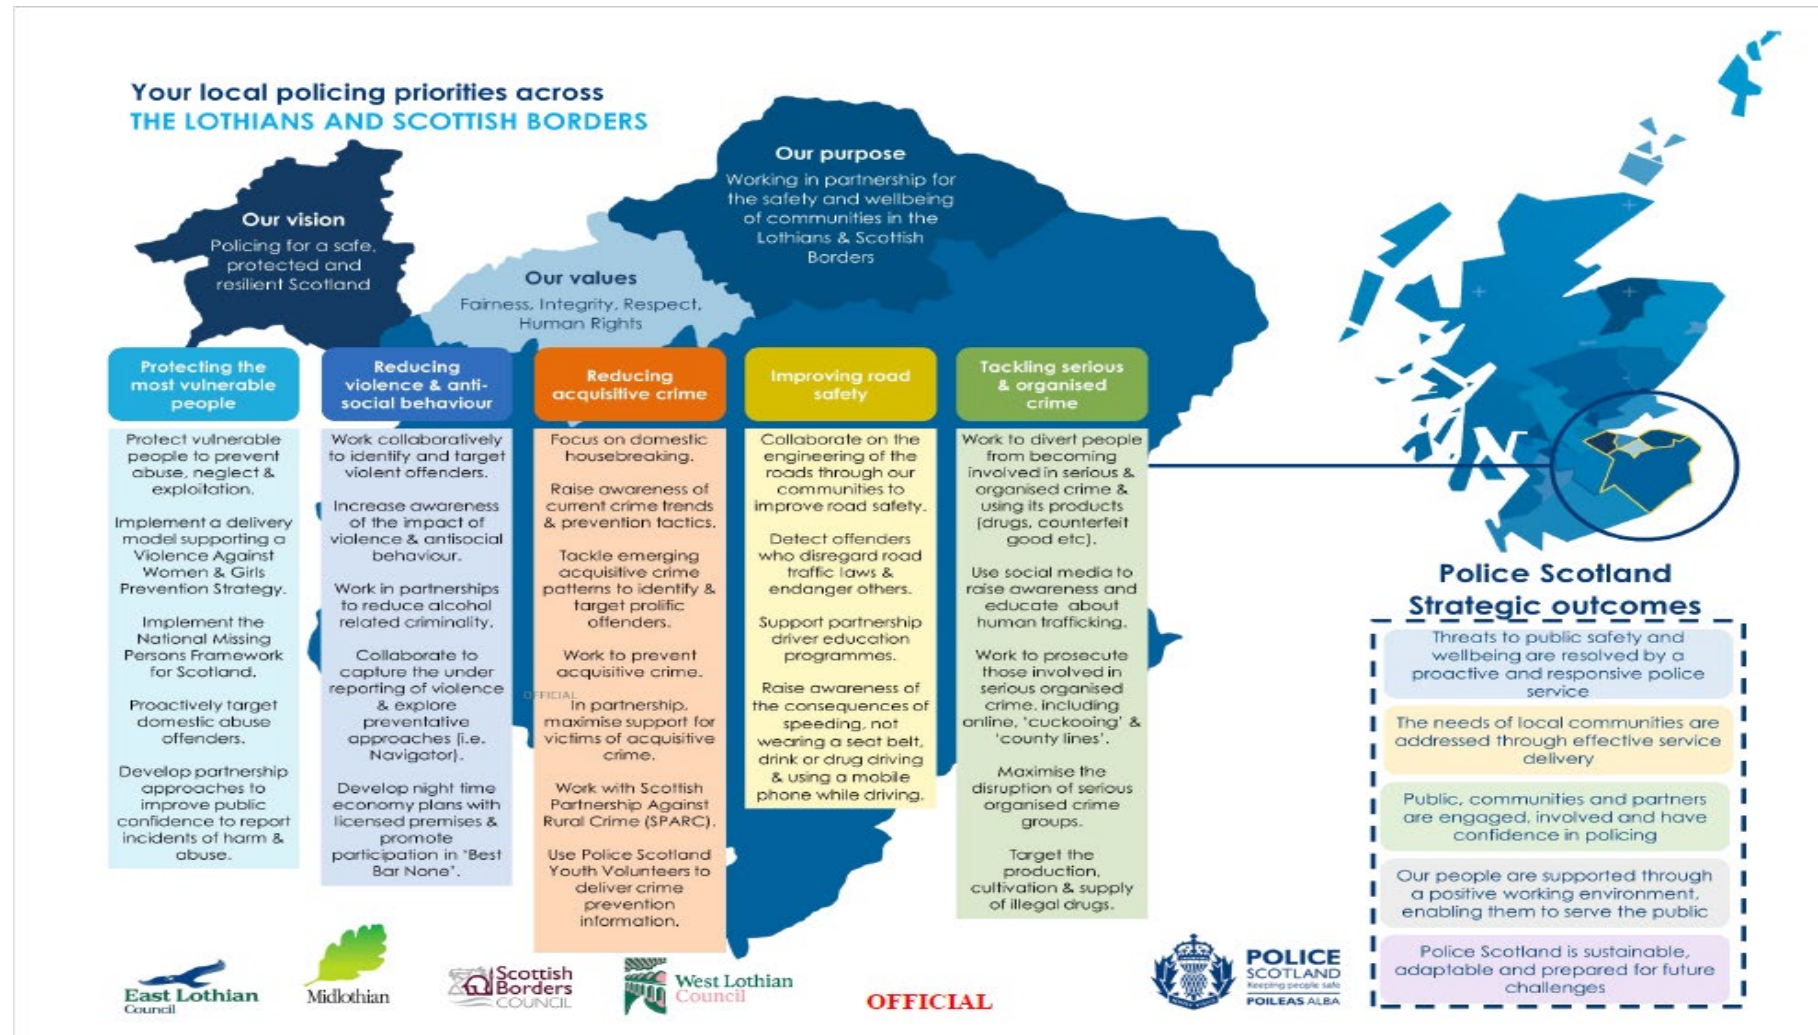 Your local policing priorities across
THE LOTHIANS AND SCOTTISH BORDERS
Our vision
Policing for a safe,
protected and
resilient Scotland
Our values
Fairness, Integrity, Respect,
Human Rights
Our purpose
Working in partnership for
the safety and wellbeing
of communities in the
Lothians & Scottish
Borders
Protecting the
most vulnerable
people
Protect vulnerable
people to prevent
abuse, neglect &
exploitation.
Implement a delivery
model supporting a
Violence Against
Women & Girls
Prevention Strategy.
Implement the
National Missing
Persons Framework
for Scotland.
Proactively target
domestic abuse
offenders.
Develop partnership
approaches to
improve public
confidence to report
incidents of harm &
abuse.
Reducing
violence & anti-
social behaviour
Work collaboratively
to identify and target
violent offenders.
Increase awareness
of the impact of
violence & antisocial
behaviour.
Work in partnerships
to reduce alcohol
related criminality.
Collaborate to
capture the under
reporting of violence
& explore
preventative
approaches (i.e.
Navigator).
Develop night time
economy plans with
licensed premises &
promote
participation in 'Best
Bar None'.
Reducing
acquisitive crime
Focus on domestic
housebreaking.
Raise awareness of
current crime trends
& prevention tactics.
Tackle emerging
acquisitive crime
patterns to identify &
target prolific
offenders.
Work to prevent
acquisitive crime.
OFFICIAL
In partnership,
maximise support for
victims of acquisitive
crime.
Work with Scottish
Partnership Against
Rural Crime (SPARC).
Use Police Scotland
Youth Volunteers to
deliver crime
prevention
information.
Improving road
safety
Collaborate on the
engineering of the
roads through our
communities to
improve road safety.
Detect offenders
who disregard road
traffic laws &
endanger others.
Support partnership
driver education
programmes.
Raise awareness of
the consequences of
speeding, not
wearing a seat belt,
drink or drug driving
& using a mobile
phone while driving.
Tackling serious
& organised
crime
Work to divert people
from becoming
involved in serious &
organised crime &
using its products
(drugs, counterfeit
good etc).
Use social media to
raise awareness and
educate about
human trafficking.
Work to prosecute
those involved in
serious organised
crime, including
online, 'cuckooing' &
'county lines'.
Maximise the
disruption of serious
organised crime
groups.
Target the
production,
cultivation & supply
of illegal drugs.
Police Scotland
Strategic outcomes
Threats to public safety and
wellbeing are resolved by a
proactive and responsive police
service
The needs of local communities are
addressed through effective service
delivery
Public, communities and partners
are engaged, involved and have
confidence in policing
Our people are supported through
a positive working environment,
enabling them to serve the public
Police Scotland is sustainable,
adaptable and prepared for future
challenges
East Lothian
Council
Midlothian
Scottish
Borders
COUNCIL
West Lothian
Council
OFFICIAL
POLICE
SCOTLAND
Keeping people safe
POILEAS ALBA